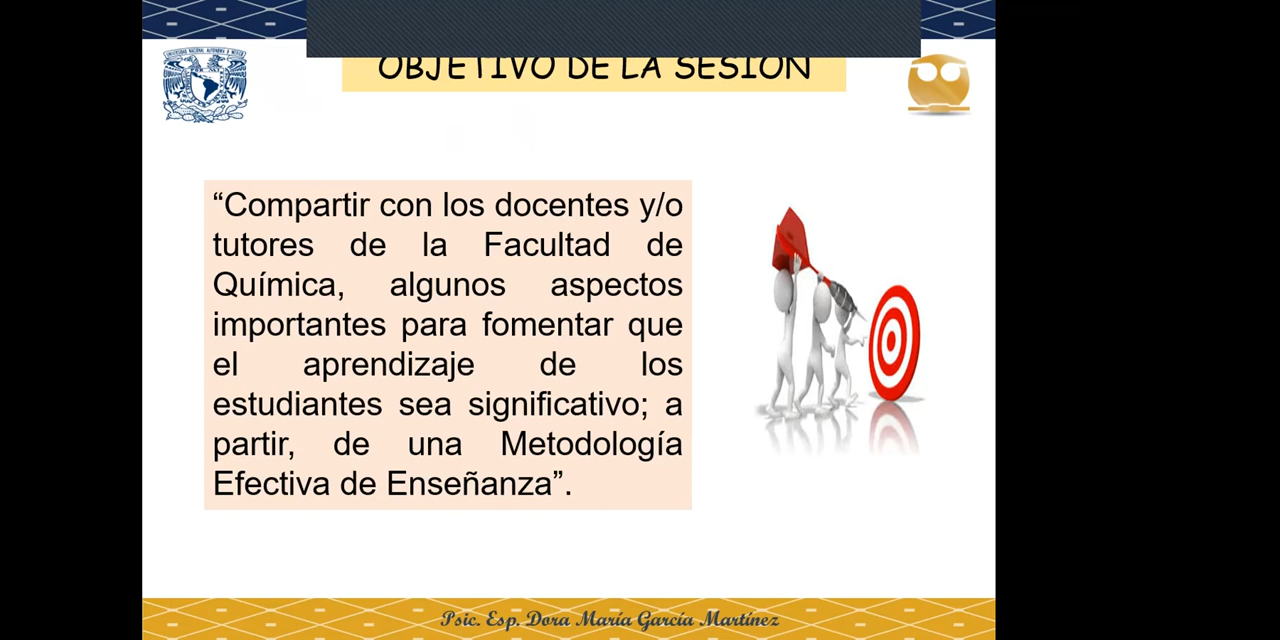 OBJETIVO DE LA SESIÓN
“Compartir con los docentes y/o
tutores de la Facultad de
Química, algunos aspectos
importantes para fomentar que
el aprendizaje de los
estudiantes sea significativo; a
partir, de una Metodología
Efectiva de Enseñanza”.
Psic. Esp. Dora María García Martínez